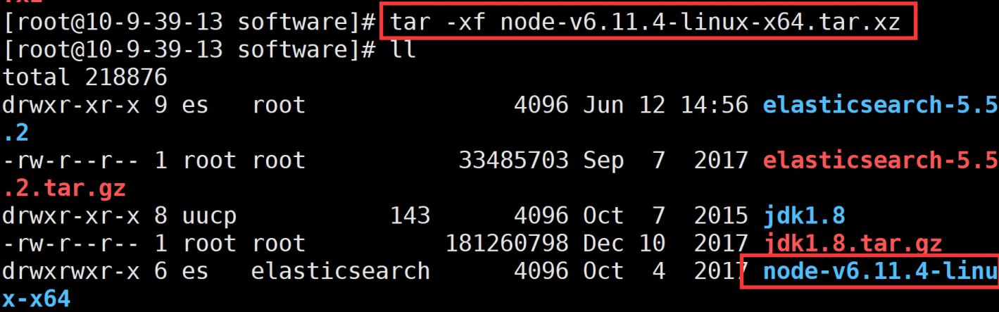 [root@10-9-39-13 software]# tar -xf node-v6.11.4-linux-x64.tar.xz
[root@10-9-39-13 software]# ll
total 218876
drwxr-xr-x 9 es   root               4096 Jun 12 14:56 elasticsearch-5.5
.2
-rw-r--r-- 1 root root           33485703 Sep  7  2017 elasticsearch-5.5
.2.tar.gz
drwxr-xr-x 8 uucp           143      4096 Oct  7  2015 jdk1.8
-rw-r--r-- 1 root root          181260798 Dec 10  2017 jdk1.8.tar.gz
drwxrwxr-x 6 es   elasticsearch      4096 Oct  4  2017 node-v6.11.4-linu
x-x64